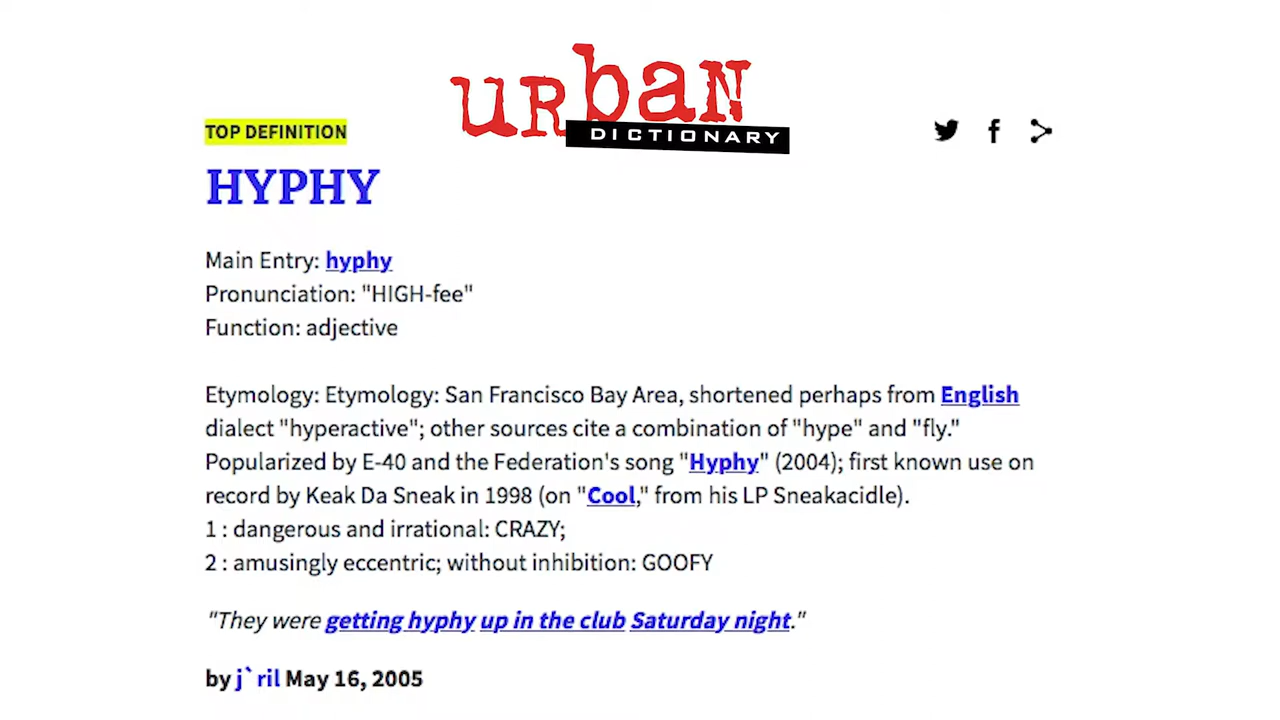 urban
DICTIONARY
TOP DEFINITION
HYPHY
Main Entry: hyphy
Pronunciation: "HIGH-fee"
Function: adjective
Etymology: Etymology: San Francisco Bay Area, shortened perhaps from English
dialect "hyperactive"; other sources cite a combination of "hype" and "fly."
Popularized by E-40 and the Federation's song "Hyphy" (2004); first known use on
record by Keak Da Sneak in 1998 (on "Cool," from his LP Sneakacidle).
1 : dangerous and irrational: CRAZY;
2 : amusingly eccentric; without inhibition: GOOFY
"They were getting hyphy up in the club Saturday night."
by j`ril May 16, 2005